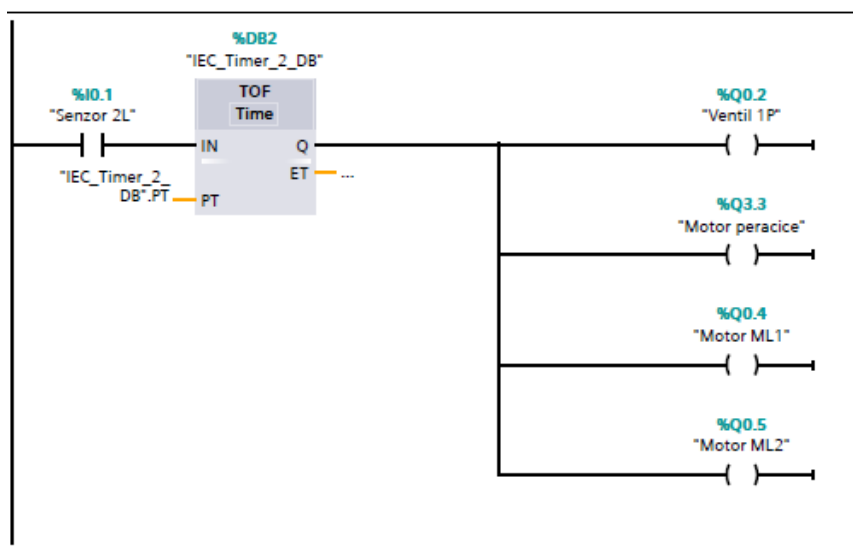 %DB2
"IEC_Timer_2_DB"
%I0.1
"Senzor 2L"
TOF
Time
IN
Q
"IEC_Timer_2_
DB".PT
PT
ET
...
%Q0.2
"Ventil 1P"
%Q3.3
"Motor peracice"
%Q0.4
"Motor ML1"
%Q0.5
"Motor ML2"